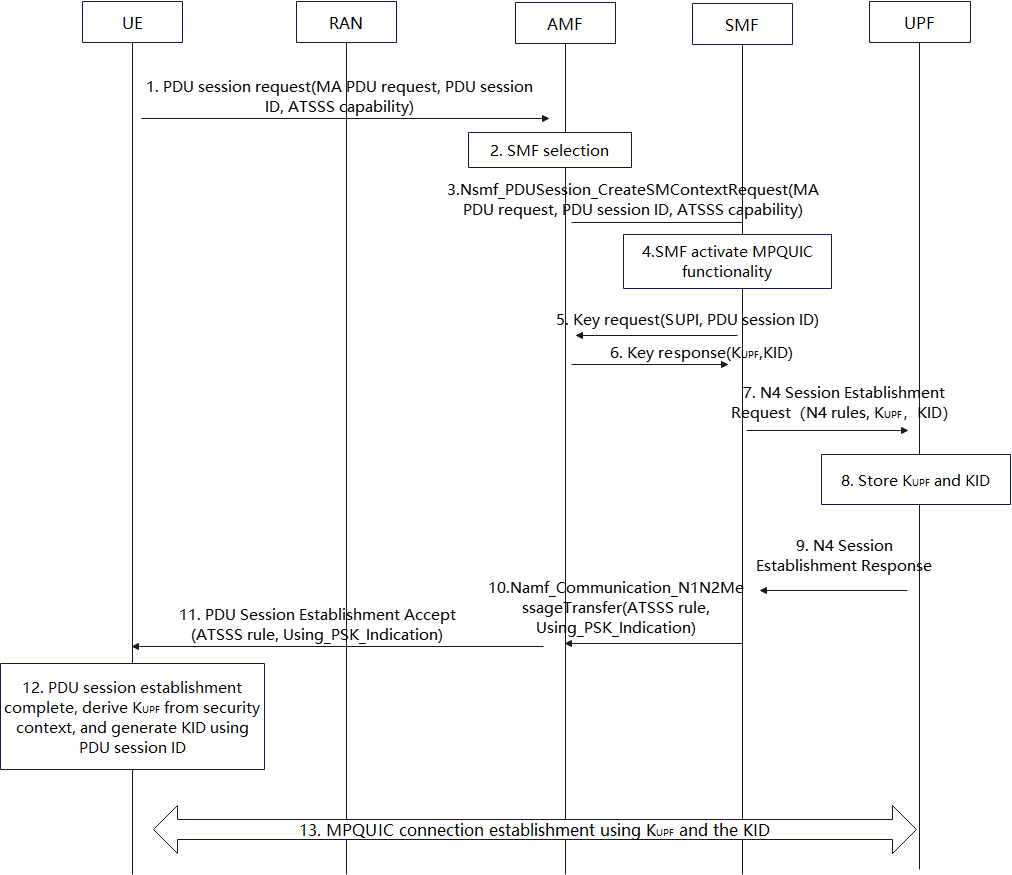 UE
RAN
AMF
SMF
UPF
1. PDU session request(MA PDU request, PDU session
ID, ATSSS capability)
2. SMF selection
3.Nsmf_PDUSession_CreateSMContextRequest(MA
PDU request, PDU session ID, ATSSS capability)
4.SMF activate MPQUIC
functionality
5. Key request(SUPI, PDU session ID)
6. Key response(KUPF,KID)
7. N4 Session Establishment
Request (N4 rules, KUPF, KID)
8. Store KUPF and KID
9. N4 Session
Establishment Response
10.Namf_Communication_N1N2Me
ssageTransfer(ATSSS rule,
Using_PSK_Indication)
11. PDU Session Establishment Accept
(ATSSS rule, Using_PSK_Indication)
12. PDU session establishment
complete, derive KUPF from security
context, and generate KID using
PDU session ID
13. MPQUIC connection establishment using KUPF and the KID